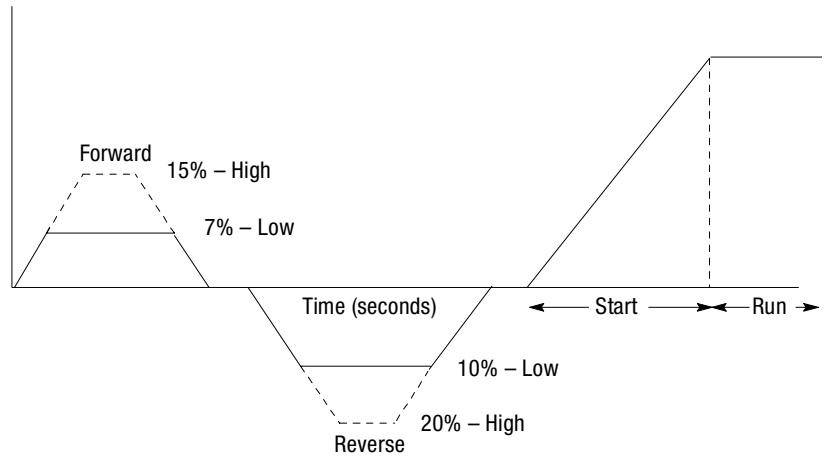 Forward
15% – High
7% – Low
Time (seconds)
Start
Run
10% – Low
20% – High
Reverse